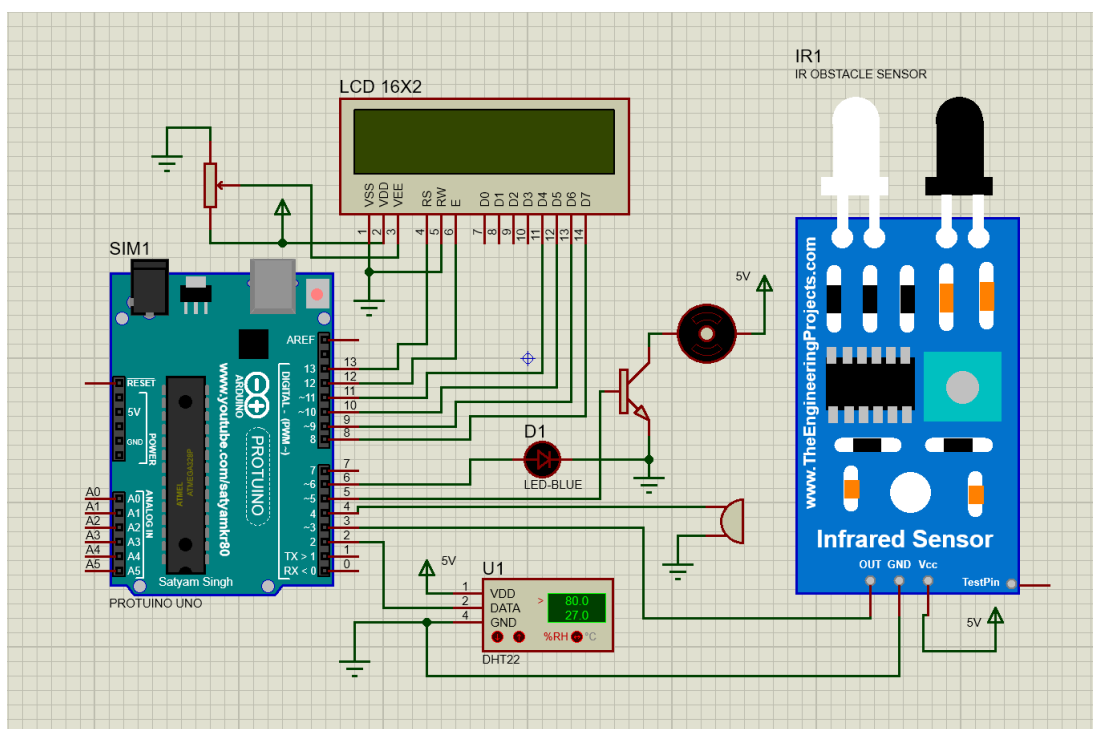 IR1
IR OBSTACLE SENSOR
LCD 16X2
VSS
VDD
VEE
RS
RW
E
D0
D1
D2
D3
D4
D5
D6
D7
1
2
3
4
5
6
7
8
9
10
11
12
13
14
SIM1
AREF
13
12
~11
~10
~9
8
13
12
11
10
9
8
RESET
5V
GND
POWER
www.youtube.com/satyamkr80
ARDUINO
DIGITAL - (PWM ~)
PROTUINO
ATMEL
ATMEGA328P
7
~6
~5
4
~3
2
TX > 1
RX < 0
7
6
5
4
3
2
1
0
A0
A1
A2
A3
A4
A5
A0
A1
A2
A3
A4
A5
ANALOG IN
Satyam Singh
PROTUINO UNO
5V
D1
LED-BLUE
5V
U1
1
2
4
VDD
DATA
GND
>
80.0
27.0
%RH
°C
DHT22
www.TheEngineeringProjects.com
Infrared Sensor
OUT GND Vcc
TestPin
5V